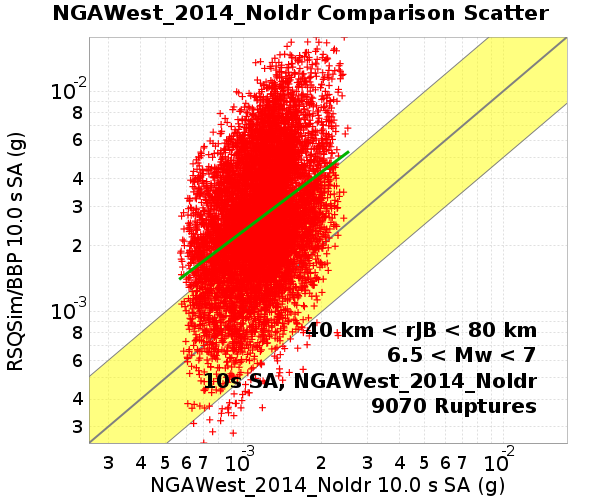 NGAWest_2014_NoIdr Comparison Scatter
RSQSim/BBP 10.0 s SA (g)
10-2
8
6
4
3
2
10-3
8
6
4
3
40 km < rJB < 80 km
6.5 < Mw < 7
10s SA, NGAWest_2014_NoIdr
9070 Ruptures
3 4 5 6 7 10-3 2 3 4 5 6 7 10-2
NGAWest_2014_NoIdr 10.0 s SA (g)